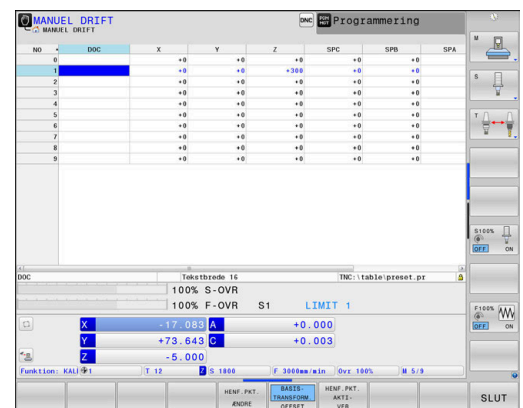 MANUEL DRIFT
MANUEL DRIFT
DNC
Programmering
NO DOC X Y Z SPC SPB SPA
0 +0 +0 +0 +0 +0
1 +0 +0 +300 +0 +0
2 +0 +0 +0 +0 +0
3 +0 +0 +0 +0 +0
4 +0 +0 +0 +0 +0
5 +0 +0 +0 +0 +0
6 +0 +0 +0 +0 +0
7 +0 +0 +0 +0 +0
8 +0 +0 +0 +0 +0
9 +0 +0 +0 +0 +0
DOC Tekstbrede 16 TNC:\table\preset.pr
100% S-OVR
100% F-OVR S1 LIMIT 1
X -17.083 A +0.000
Y +73.643 C +0.003
Z -5.000
Funktion: KALI 1 T 12 Z S 1800 F 3000mm/min Ovr 100% M 5/9
HENF.PKT.
ÆNDRE
BASIS-
TRANSFORM.
OFFSET
HENF.PKT.
AKTI-
VER
SLUT
M
S
T
S100%
OFF ON
F100%
OFF ON